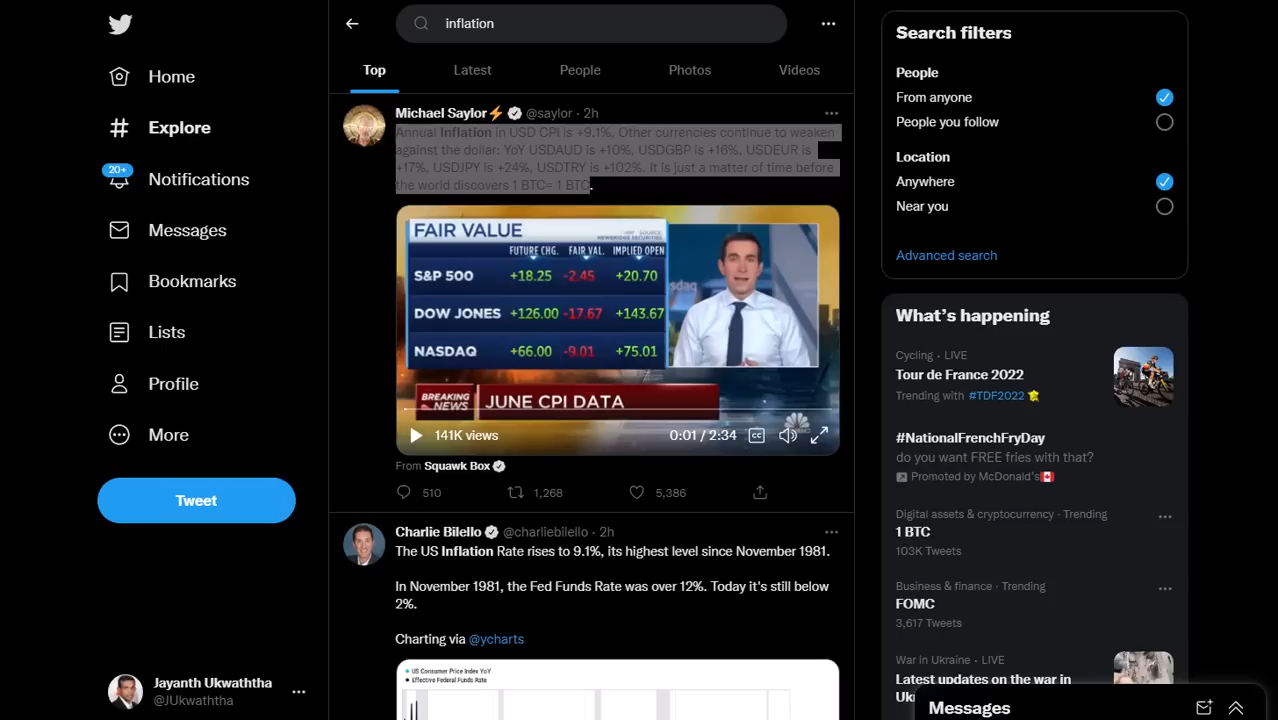 inflation
Top
Latest
People
Photos
Videos
Home
Explore
20+
Notifications
Messages
Bookmarks
Lists
Profile
More
Tweet
Jayanth Ukwaththa
@JUkwaththa
Michael Saylor⚡ @saylor · 2h
Annual Inflation in USD CPI is +9.1%. Other currencies continue to weaken
against the dollar: YoY USDAUD is +10%, USDGBP is +16%, USDEUR is
+17%, USDJPY is +24%, USDTRY is +102%. It is just a matter of time before
the world discovers 1 BTC= 1 BTC.
FAIR VALUE
SOURCE:
NEWBRIDGE SECURITIES
FUTURE CHG. FAIR VAL. IMPLIED OPEN
S&P 500 +18.25 -2.45 +20.70
DOW JONES +126.00 -17.67 +143.67
NASDAQ +66.00 -9.01 +75.01
sdaq
BREAKING
NEWS
JUNE CPI DATA
141K views
0:01 / 2:34
CC
From Squawk Box
510
1,268
5,386
Charlie Bilello @charliebilello · 2h
The US Inflation Rate rises to 9.1%, its highest level since November 1981.
In November 1981, the Fed Funds Rate was over 12%. Today it's still below
2%.
Charting via @ycharts
US Consumer Price Index YoY
Effective Federal Funds Rate
Search filters
People
From anyone
People you follow
Location
Anywhere
Near you
Advanced search
What's happening
Cycling · LIVE
Tour de France 2022
Trending with #TDF2022
#NationalFrenchFryDay
do you want FREE fries with that?
Promoted by McDonald's🇨🇦
Digital assets & cryptocurrency · Trending
1 BTC
103K Tweets
Business & finance · Trending
FOMC
3,617 Tweets
War in Ukraine · LIVE
Latest updates on the war in
Messages